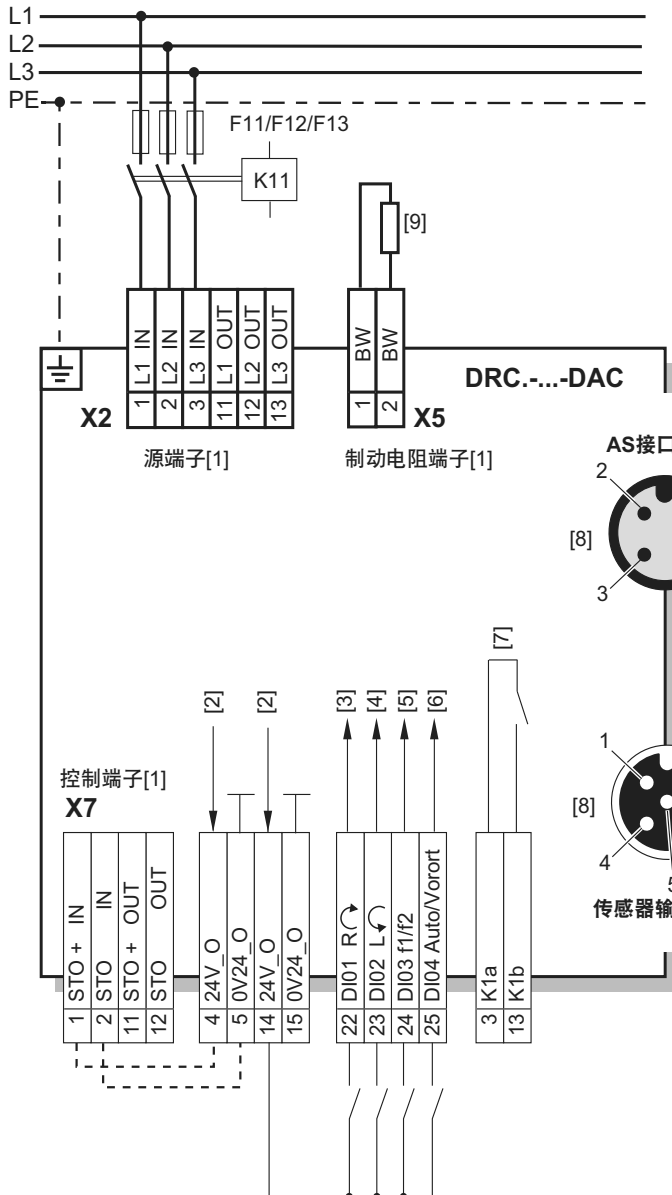 L1
L2
L3
PE
F11/F12/F13
K11
[9]
1 L1 IN
2 L2 IN
3 L3 IN
11 L1 OUT
12 L2 OUT
13 L3 OUT
1 BW
2 BW
DRC.-...-DAC
X2
X5
源端子[1]
制动电阻端子[1]
AS接口
2
[8]
3
[7]
[2]
[2]
[3]
[4]
[5]
[6]
控制端子[1]
X7
1
[8]
4
5
传感器输
1 STO + IN
2 STO IN
11 STO + OUT
12 STO OUT
4 24V_O
5 0V24_O
14 24V_O
15 0V24_O
22 DI01 R
23 DI02 L
24 DI03 f1/f2
25 DI04 Auto/Vorort
3 K1a
13 K1b